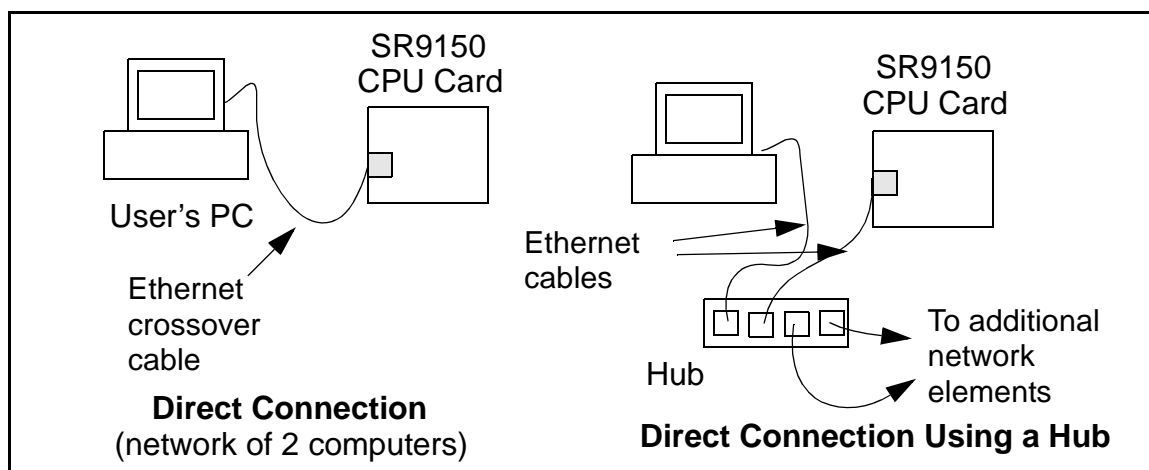 SR9150
CPU Card
User's PC
Ethernet
crossover
cable
Direct Connection
(network of 2 computers)
SR9150
CPU Card
Ethernet
cables
Hub
To additional
network
elements
Direct Connection Using a Hub